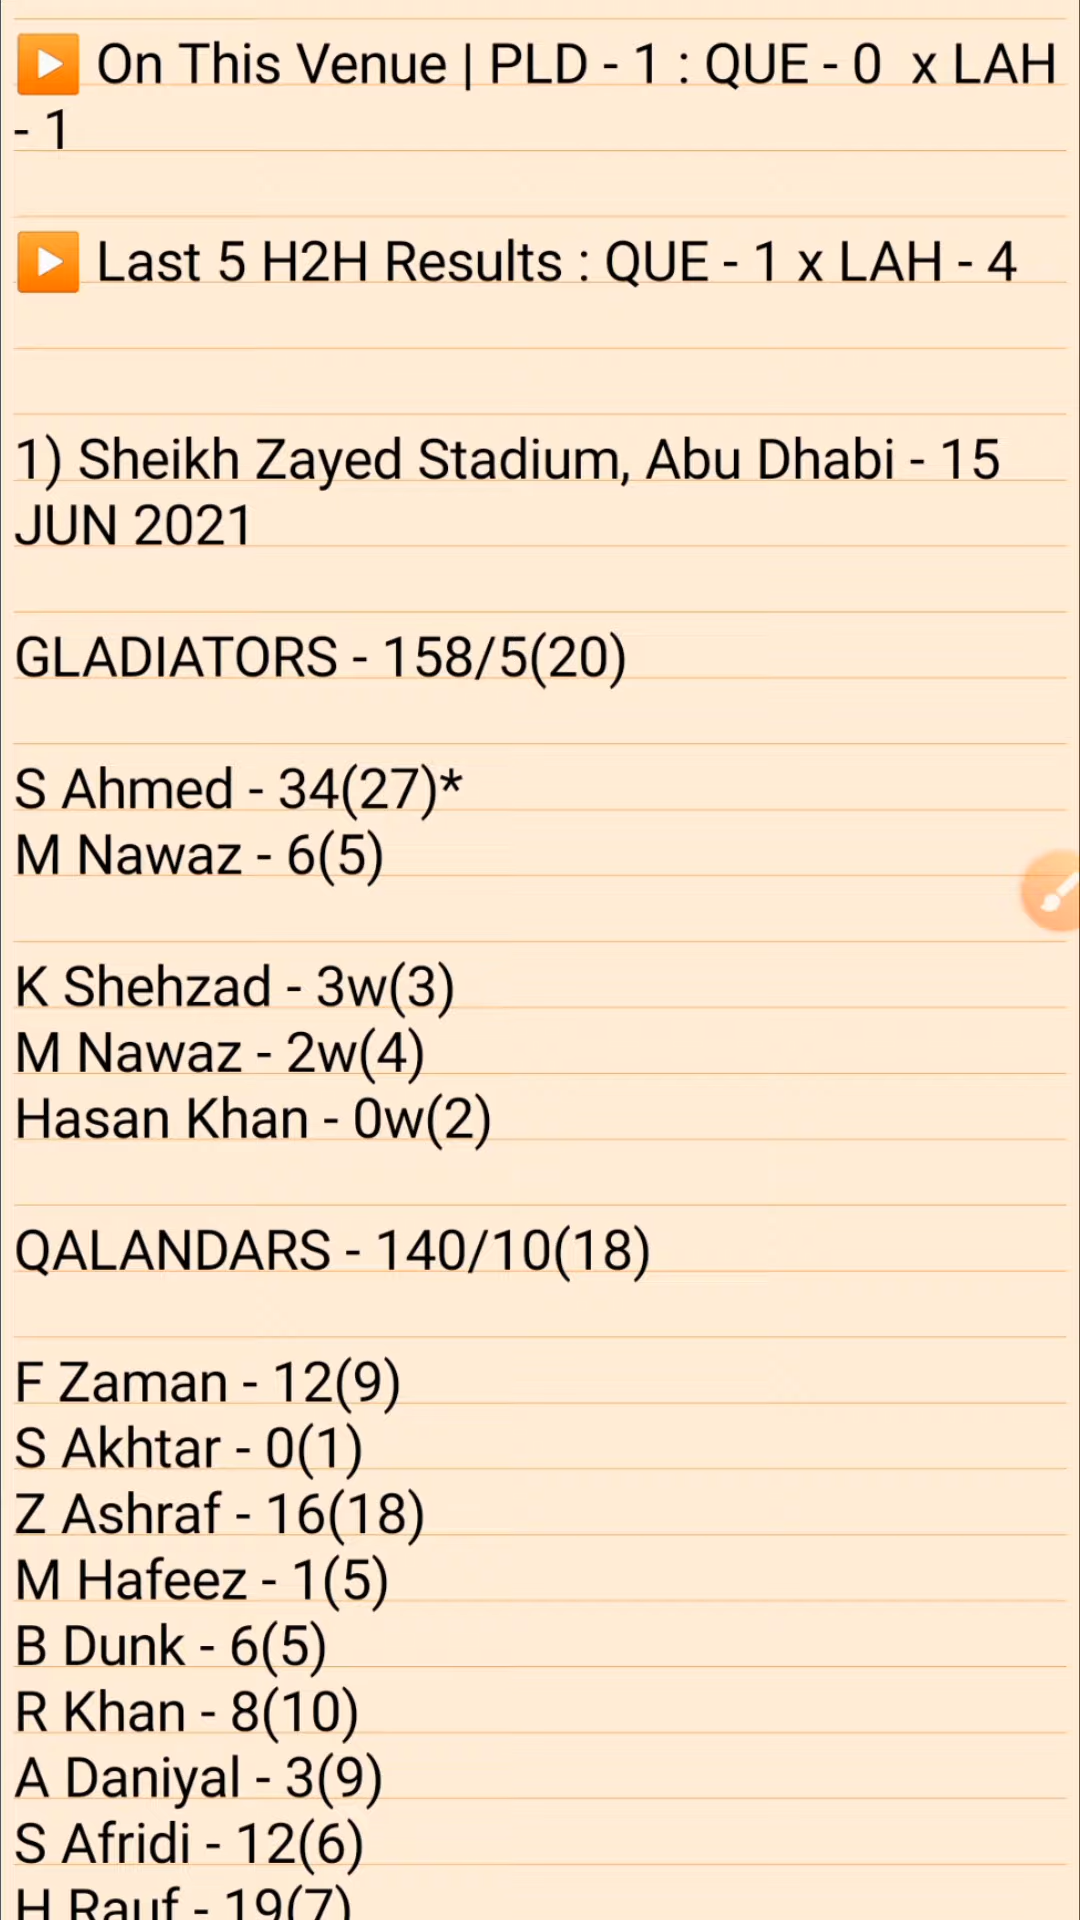 ▶️ On This Venue | PLD - 1 : QUE - 0 x LAH
- 1
▶️ Last 5 H2H Results : QUE - 1 x LAH - 4
1) Sheikh Zayed Stadium, Abu Dhabi - 15
JUN 2021
GLADIATORS - 158/5(20)
S Ahmed - 34(27)*
M Nawaz - 6(5)
K Shehzad - 3w(3)
M Nawaz - 2w(4)
Hasan Khan - 0w(2)
QALANDARS - 140/10(18)
F Zaman - 12(9)
S Akhtar - 0(1)
Z Ashraf - 16(18)
M Hafeez - 1(5)
B Dunk - 6(5)
R Khan - 8(10)
A Daniyal - 3(9)
S Afridi - 12(6)
H Rauf - 19(7)